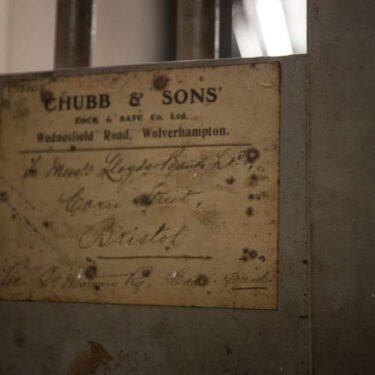 CHUBB & SONS'
LOCK & SAFE Co. Ltd.
Wednesfield Road, Wolverhampton.
To Messrs Lloyds Bank Ltd,
Corn Street,
Bristol